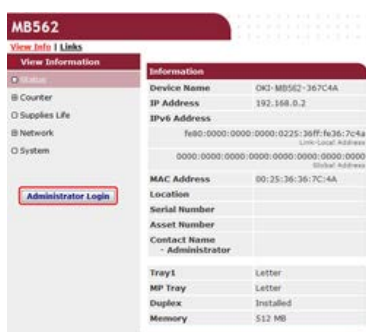 MB562
View Info | Links
View Information
Status
Counter
Supplies Life
Network
System
Administrator Login
Information
Device Name OKI-MB562-367C4A
IP Address 192.168.0.2
IPv6 Address
fe80:0000:0000:0000:0225:36ff:fe36:7c4a
Link-Local Address
0000:0000:0000:0000:0000:0000:0000:0000
Global Address
MAC Address 00:25:36:36:7C:4A
Location
Serial Number
Asset Number
Contact Name
- Administrator
Tray1 Letter
MP Tray Letter
Duplex Installed
Memory 512 MB